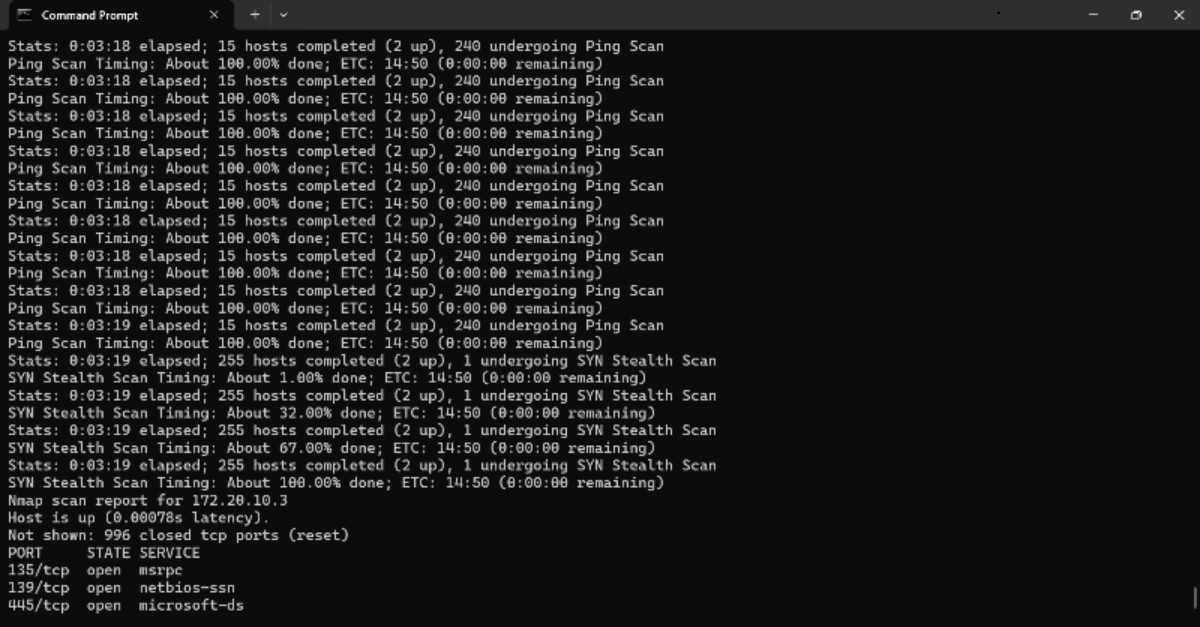 Command Prompt
Stats: 0:03:18 elapsed; 15 hosts completed (2 up), 240 undergoing Ping Scan
Ping Scan Timing: About 100.00% done; ETC: 14:50 (0:00:00 remaining)
Stats: 0:03:18 elapsed; 15 hosts completed (2 up), 240 undergoing Ping Scan
Ping Scan Timing: About 100.00% done; ETC: 14:50 (0:00:00 remaining)
Stats: 0:03:18 elapsed; 15 hosts completed (2 up), 240 undergoing Ping Scan
Ping Scan Timing: About 100.00% done; ETC: 14:50 (0:00:00 remaining)
Stats: 0:03:18 elapsed; 15 hosts completed (2 up), 240 undergoing Ping Scan
Ping Scan Timing: About 100.00% done; ETC: 14:50 (0:00:00 remaining)
Stats: 0:03:18 elapsed; 15 hosts completed (2 up), 240 undergoing Ping Scan
Ping Scan Timing: About 100.00% done; ETC: 14:50 (0:00:00 remaining)
Stats: 0:03:18 elapsed; 15 hosts completed (2 up), 240 undergoing Ping Scan
Ping Scan Timing: About 100.00% done; ETC: 14:50 (0:00:00 remaining)
Stats: 0:03:18 elapsed; 15 hosts completed (2 up), 240 undergoing Ping Scan
Ping Scan Timing: About 100.00% done; ETC: 14:50 (0:00:00 remaining)
Stats: 0:03:18 elapsed; 15 hosts completed (2 up), 240 undergoing Ping Scan
Ping Scan Timing: About 100.00% done; ETC: 14:50 (0:00:00 remaining)
Stats: 0:03:19 elapsed; 15 hosts completed (2 up), 240 undergoing Ping Scan
Ping Scan Timing: About 100.00% done; ETC: 14:50 (0:00:00 remaining)
Stats: 0:03:19 elapsed; 255 hosts completed (2 up), 1 undergoing SYN Stealth Scan
SYN Stealth Scan Timing: About 1.00% done; ETC: 14:50 (0:00:00 remaining)
Stats: 0:03:19 elapsed; 255 hosts completed (2 up), 1 undergoing SYN Stealth Scan
SYN Stealth Scan Timing: About 32.00% done; ETC: 14:50 (0:00:00 remaining)
Stats: 0:03:19 elapsed; 255 hosts completed (2 up), 1 undergoing SYN Stealth Scan
SYN Stealth Scan Timing: About 67.00% done; ETC: 14:50 (0:00:00 remaining)
Stats: 0:03:19 elapsed; 255 hosts completed (2 up), 1 undergoing SYN Stealth Scan
SYN Stealth Scan Timing: About 100.00% done; ETC: 14:50 (0:00:00 remaining)
Nmap scan report for 172.20.10.3
Host is up (0.00078s latency).
Not shown: 996 closed tcp ports (reset)
PORT STATE SERVICE
135/tcp open msrpc
139/tcp open netbios-ssn
445/tcp open microsoft-ds